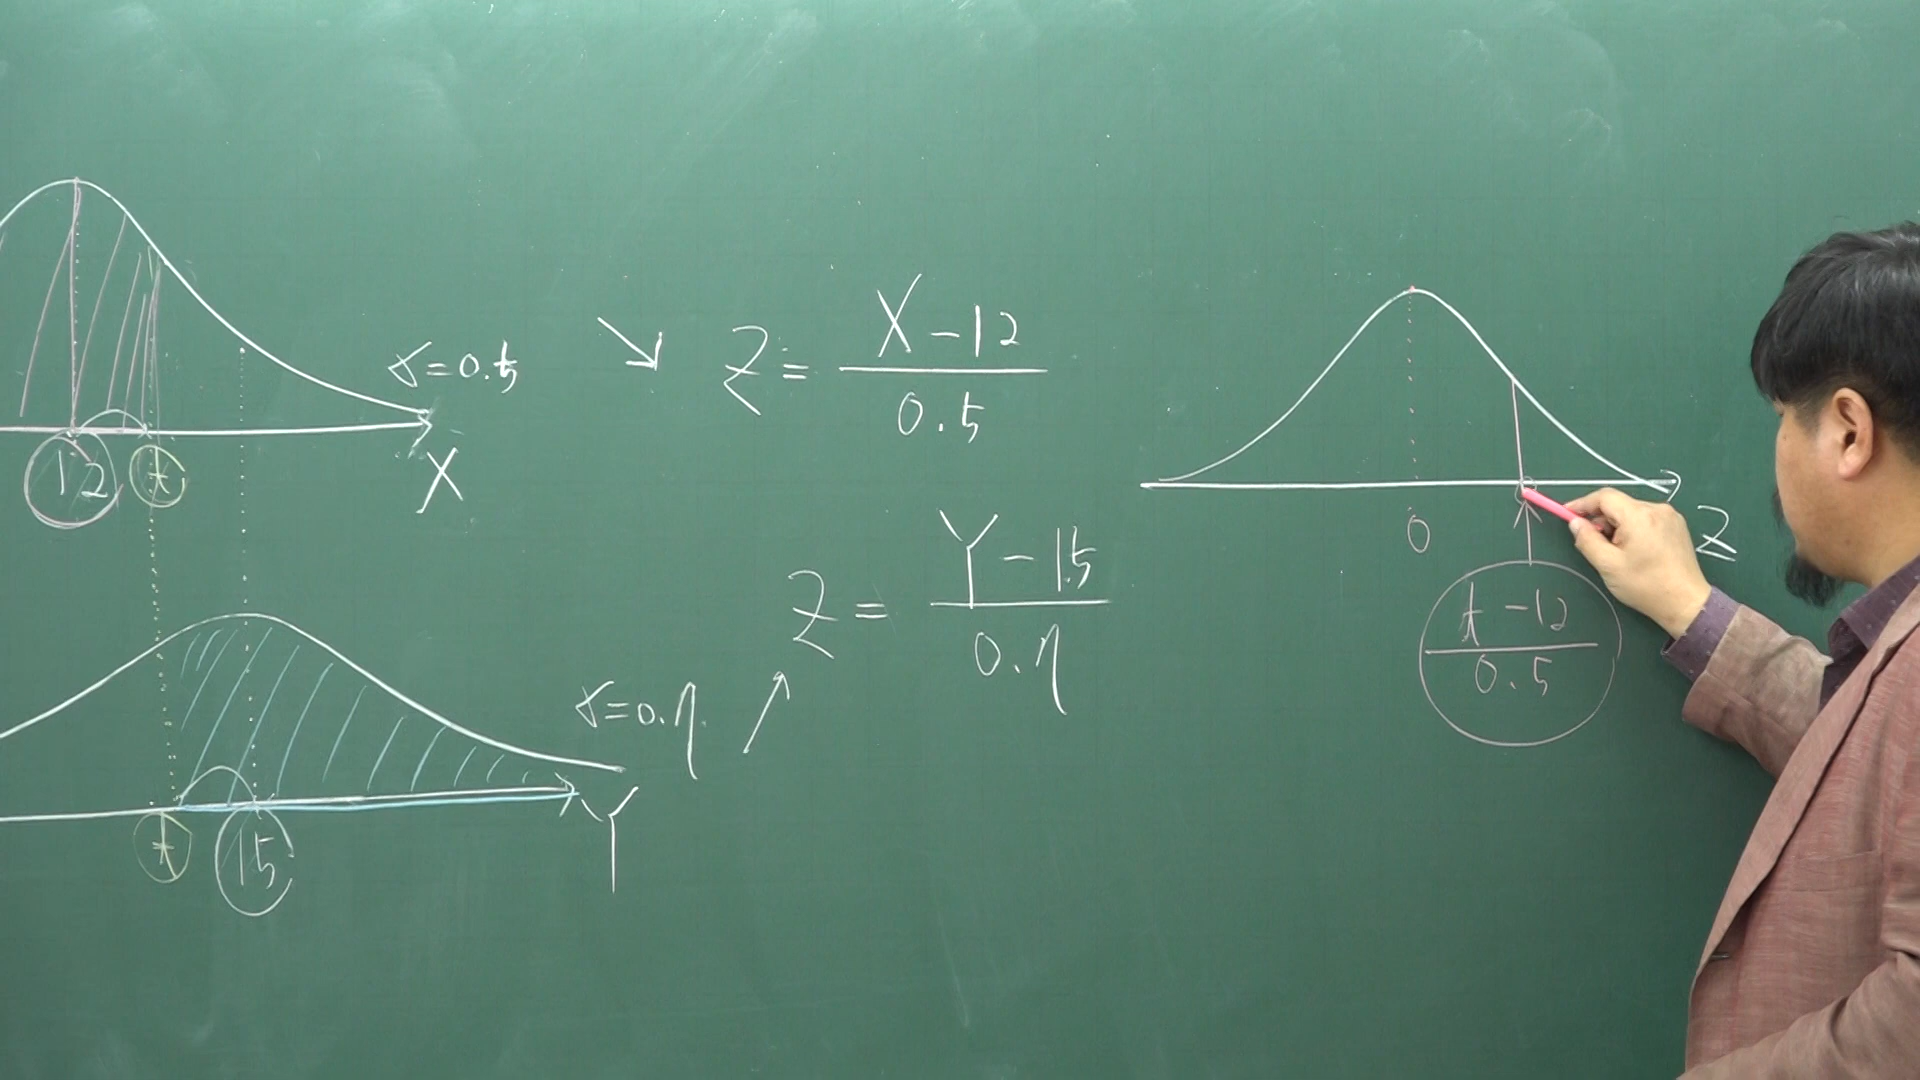 σ=0.5
12 t
X
Z = X-12 / 0.5
Z = Y-15 / 0.7
σ=0.7
t 15
Y
0
Z
t-12 / 0.5